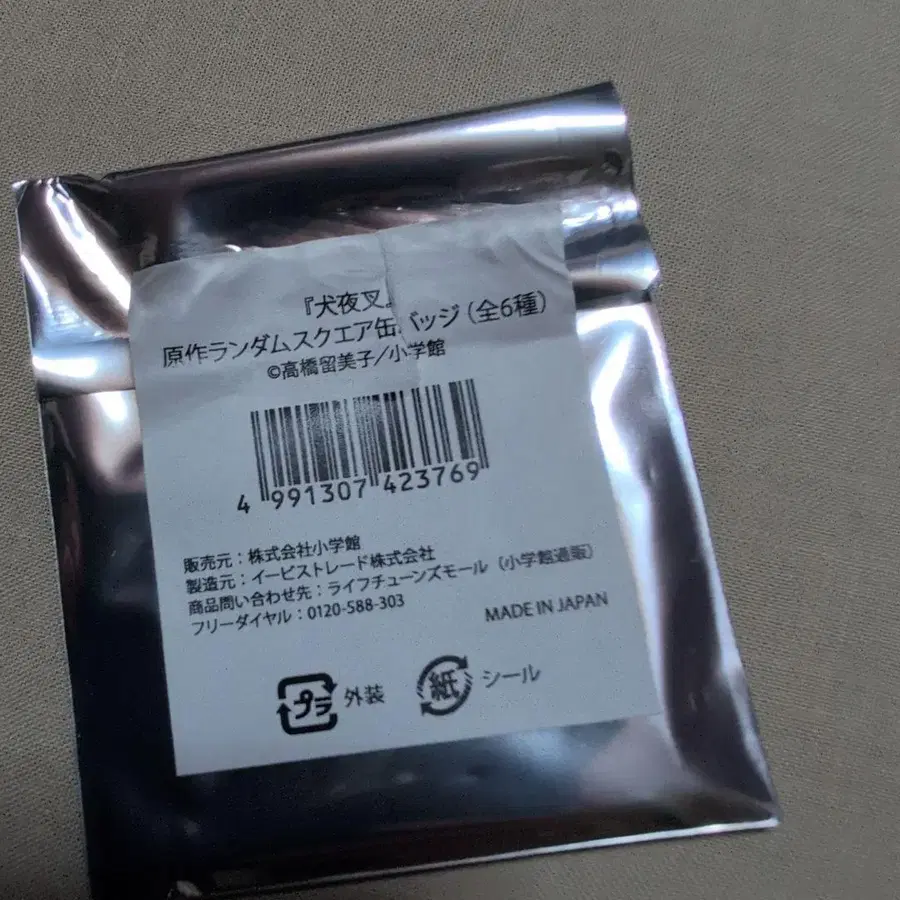 『犬夜叉』
原作ランダムスクエア缶バッジ（全6種）
©高橋留美子／小学館
4 991307 423769
販売元：株式会社小学館
製造元：イービストレード株式会社
商品問い合わせ先：ライフチューンズモール（小学館通販）
フリーダイヤル：0120-588-303
MADE IN JAPAN
プラ 外装
紙 シール